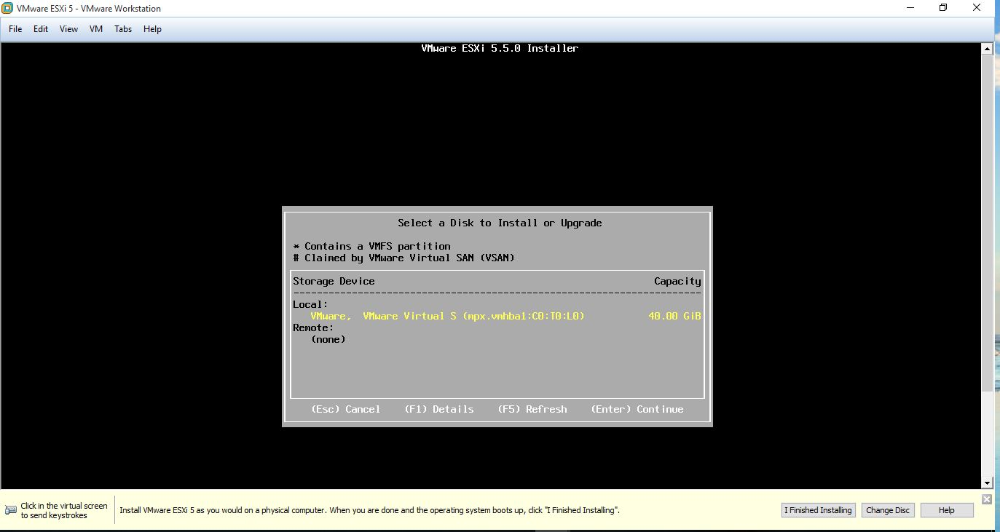 VMware ESXi 5 - VMware Workstation
File Edit View VM Tabs Help
VMware ESXi 5.5.0 Installer
Select a Disk to Install or Upgrade
* Contains a VMFS partition
# Claimed by VMware Virtual SAN (VSAN)
Storage Device Capacity
--------------------------------------------------------------------
Local:
VMware, VMware Virtual S (mpx.vmhba1:C0:T0:L0) 40.00 GiB
Remote:
(none)
(Esc) Cancel (F1) Details (F5) Refresh (Enter) Continue
Click in the virtual screen
to send keystrokes
Install VMware ESXi 5 as you would on a physical computer. When you are done and the operating system boots up, click "I Finished Installing".
I Finished Installing Change Disc Help